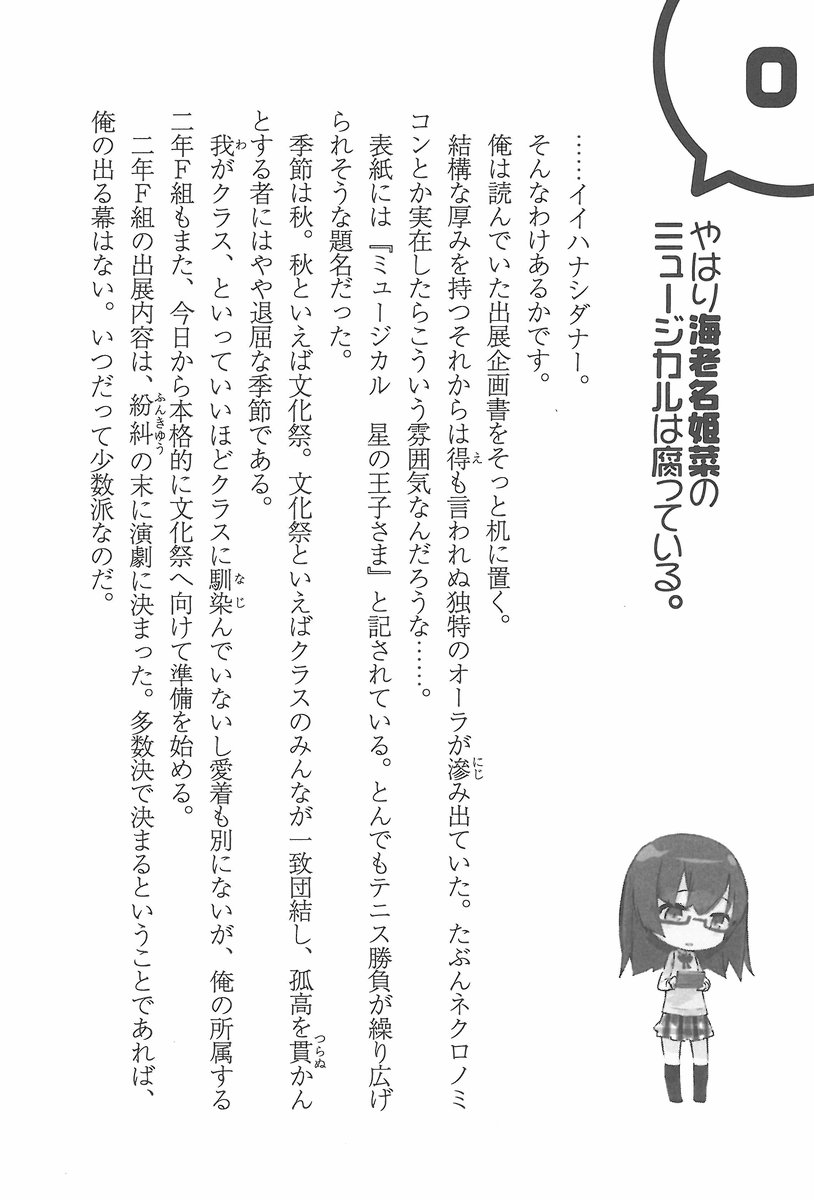 0
やはり海老名姫菜の
ミュージカルは腐っている。
……イイハナシダナー。
そんなわけあるかです。
俺は読んでいた出展企画書をそっと机に置く。
結構な厚みを持つそれからは得も言われぬ独特のオーラが滲み出ていた。たぶんネクロノミ
コンとか実在したらこういう雰囲気なんだろうな……。
表紙には『ミュージカル　星の王子さま』と記されている。とんでもテニス勝負が繰り広げ
られそうな題名だった。
季節は秋。秋といえば文化祭。文化祭といえばクラスのみんなが一致団結し、孤高を貫かん
とする者にはやや退屈な季節である。
我がクラス、といっていいほどクラスに馴染んでいないし愛着も別にないが、俺の所属する
二年F組もまた、今日から本格的に文化祭へ向けて準備を始める。
二年F組の出展内容は、紛糾の末に演劇に決まった。多数決で決まるということであれば、
俺の出る幕はない。いつだって少数派なのだ。